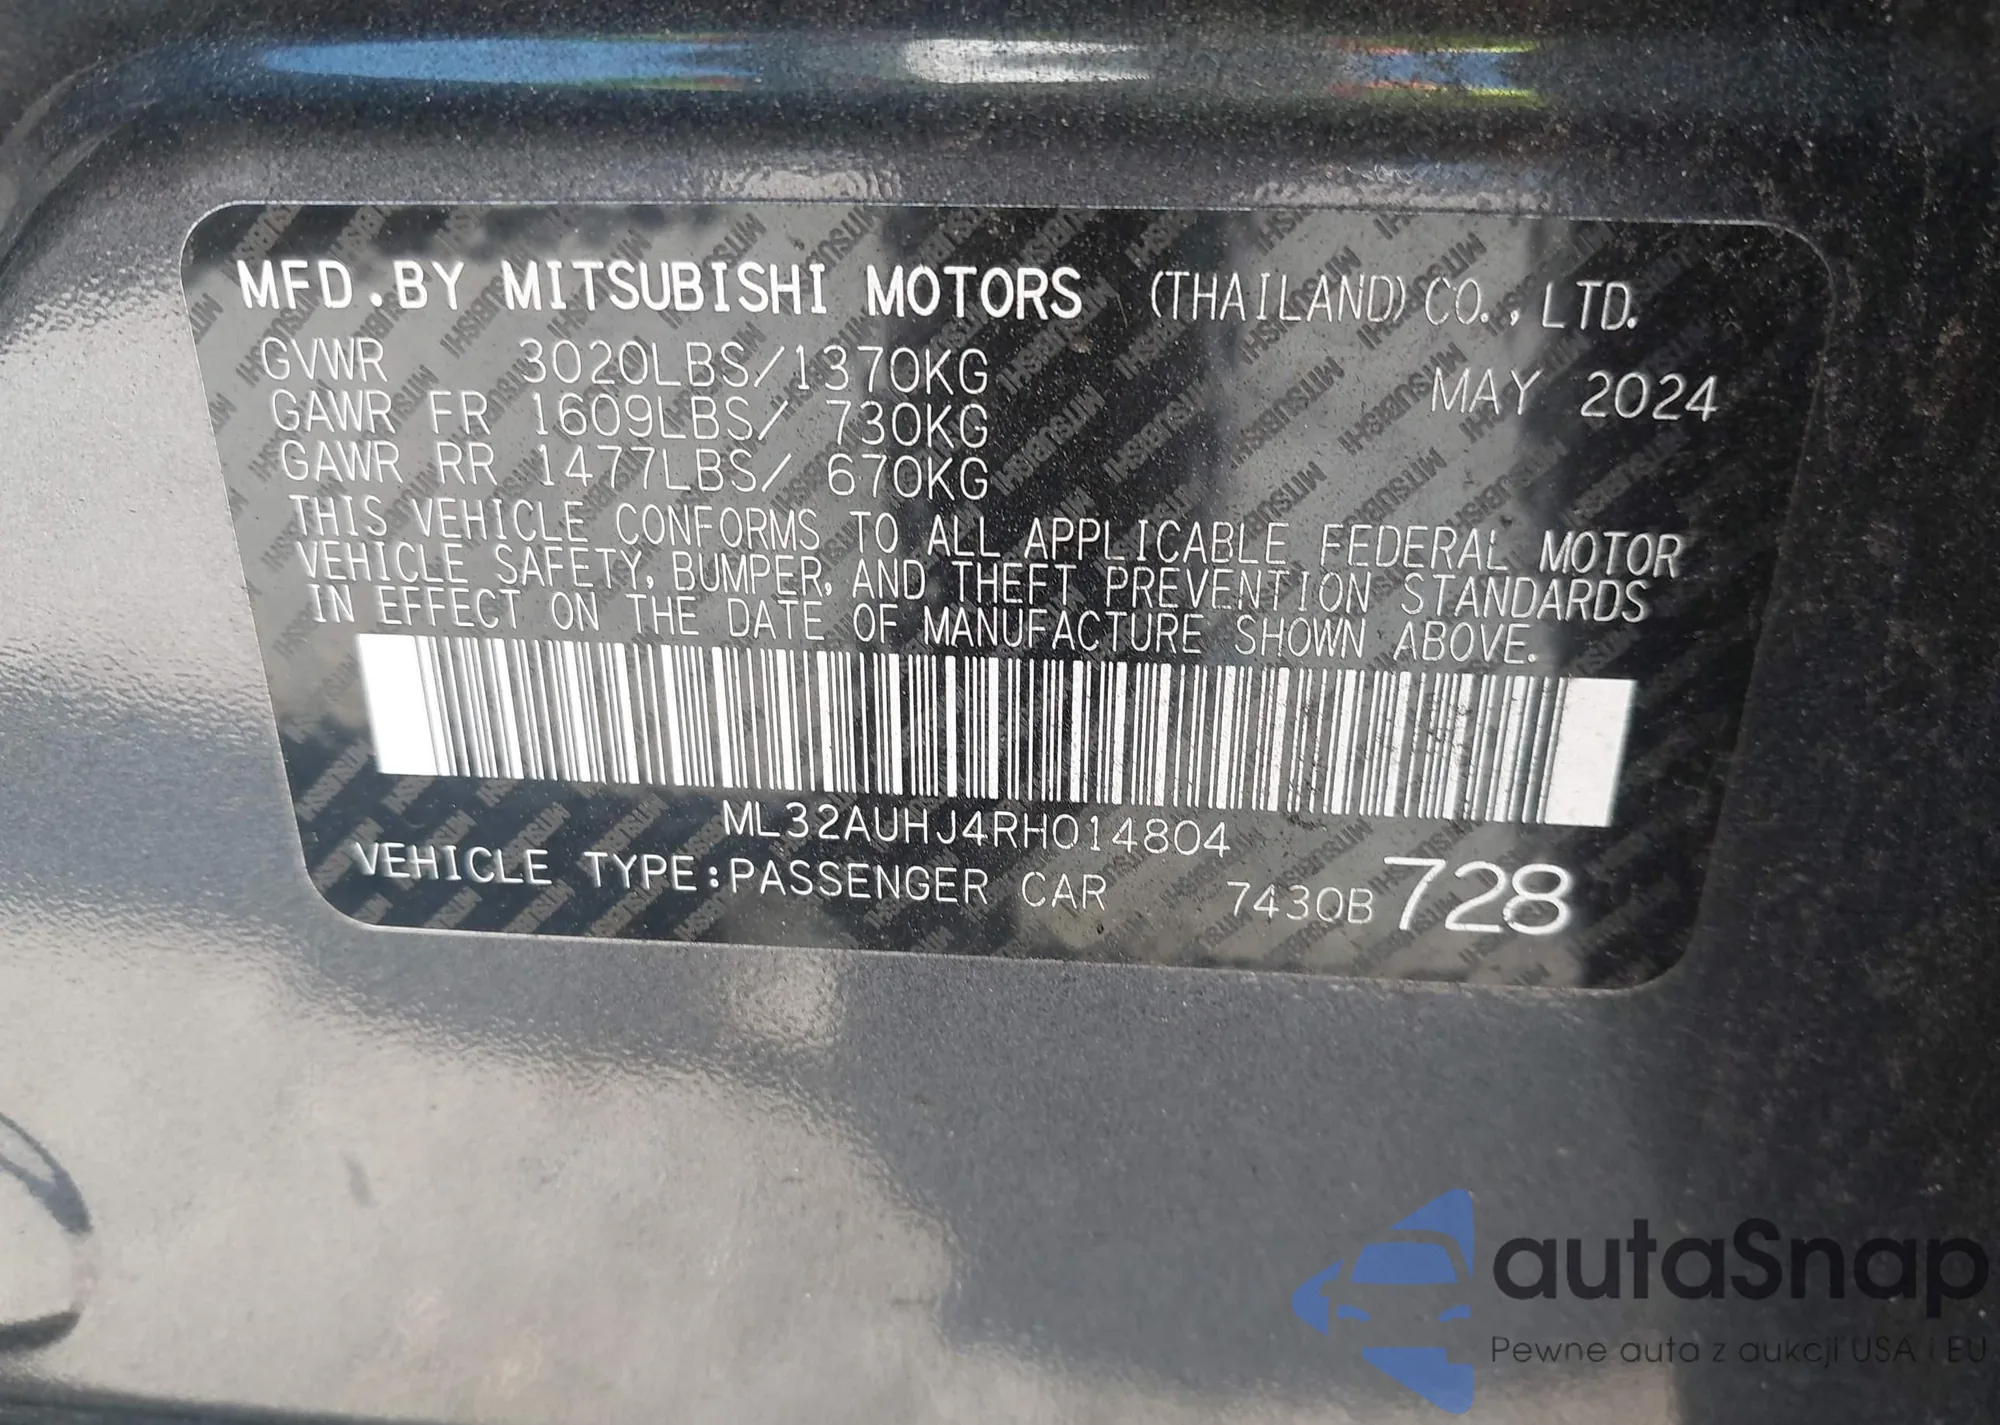 MFD.BY MITSUBISHI MOTORS (THAILAND) CO., LTD.
GVWR 3020LBS/1370KG
MAY 2024
GAWR FR 1609LBS/ 730KG
GAWR RR 1477LBS/ 670KG
THIS VEHICLE CONFORMS TO ALL APPLICABLE FEDERAL MOTOR
VEHICLE SAFETY, BUMPER, AND THEFT PREVENTION STANDARDS
IN EFFECT ON THE DATE OF MANUFACTURE SHOWN ABOVE.
ML32AUHJ4RH014804
VEHICLE TYPE:PASSENGER CAR 7430B 728
autaSnap
Pewne auta z aukcji USA i EU